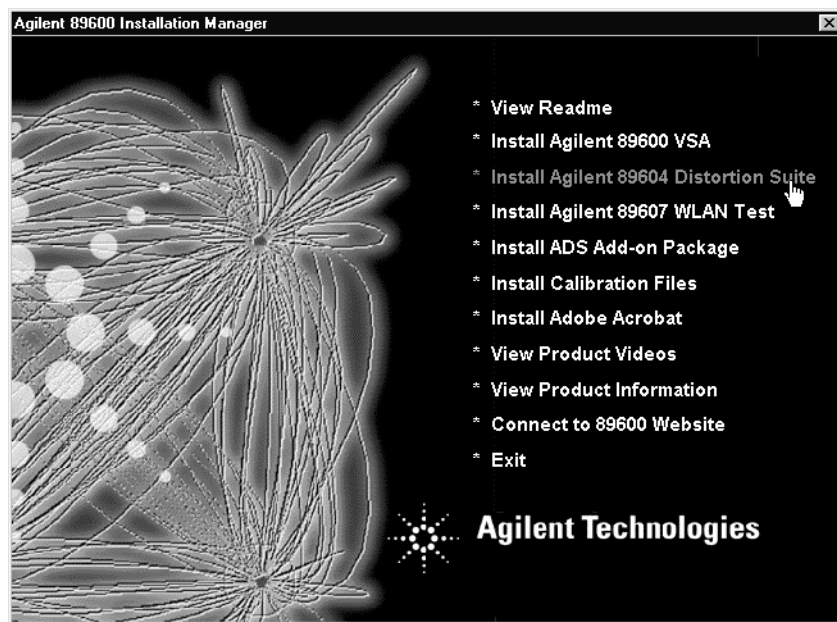 Agilent 89600 Installation Manager
* View Readme
* Install Agilent 89600 VSA
* Install Agilent 89604 Distortion Suite
* Install Agilent 89607 WLAN Test
* Install ADS Add-on Package
* Install Calibration Files
* Install Adobe Acrobat
* View Product Videos
* View Product Information
* Connect to 89600 Website
* Exit
Agilent Technologies